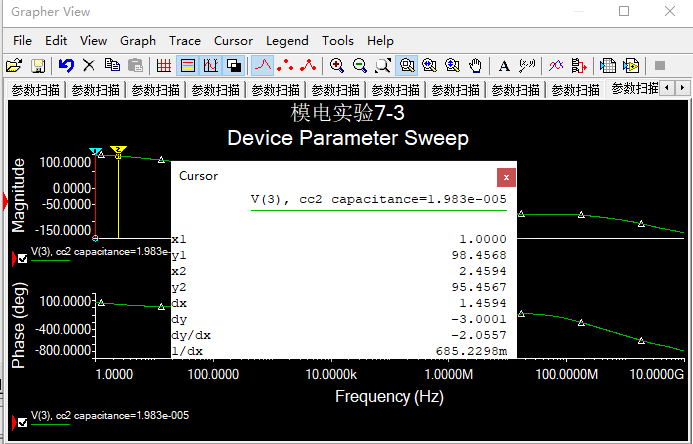 Grapher View
File Edit View Graph Trace Cursor Legend Tools Help
参数扫描 参数扫描 参数扫描 参数扫描 参数扫描 参数扫描 参数扫描 参数扫描 参数扫描 参数扫描 参数扫描
模电实验7-3
Device Parameter Sweep
Magnitude
100.0000
0.0000
-50.0000
-150.0000
V(3), cc2 capacitance=1.983e-
Cursor
x
V(3), cc2 capacitance=1.983e-005
x1 1.0000
y1 98.4568
x2 2.4594
y2 95.4567
dx 1.4594
dy -3.0001
dy/dx -2.0557
1/dx 685.2298m
Phase (deg)
100.0000
-400.0000
-800.0000
1.0000 100.0000 10.0000k 1.0000M 100.0000M 10.0000G
Frequency (Hz)
V(3), cc2 capacitance=1.983e-005